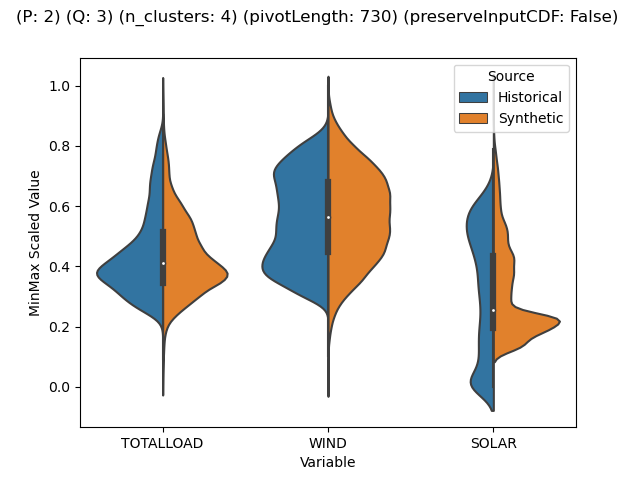 (P: 2) (Q: 3) (n_clusters: 4) (pivotLength: 730) (preserveInputCDF: False)
Source
Historical
Synthetic
MinMax Scaled Value
1.0
0.8
0.6
0.4
0.2
0.0
TOTALLOAD WIND SOLAR
Variable